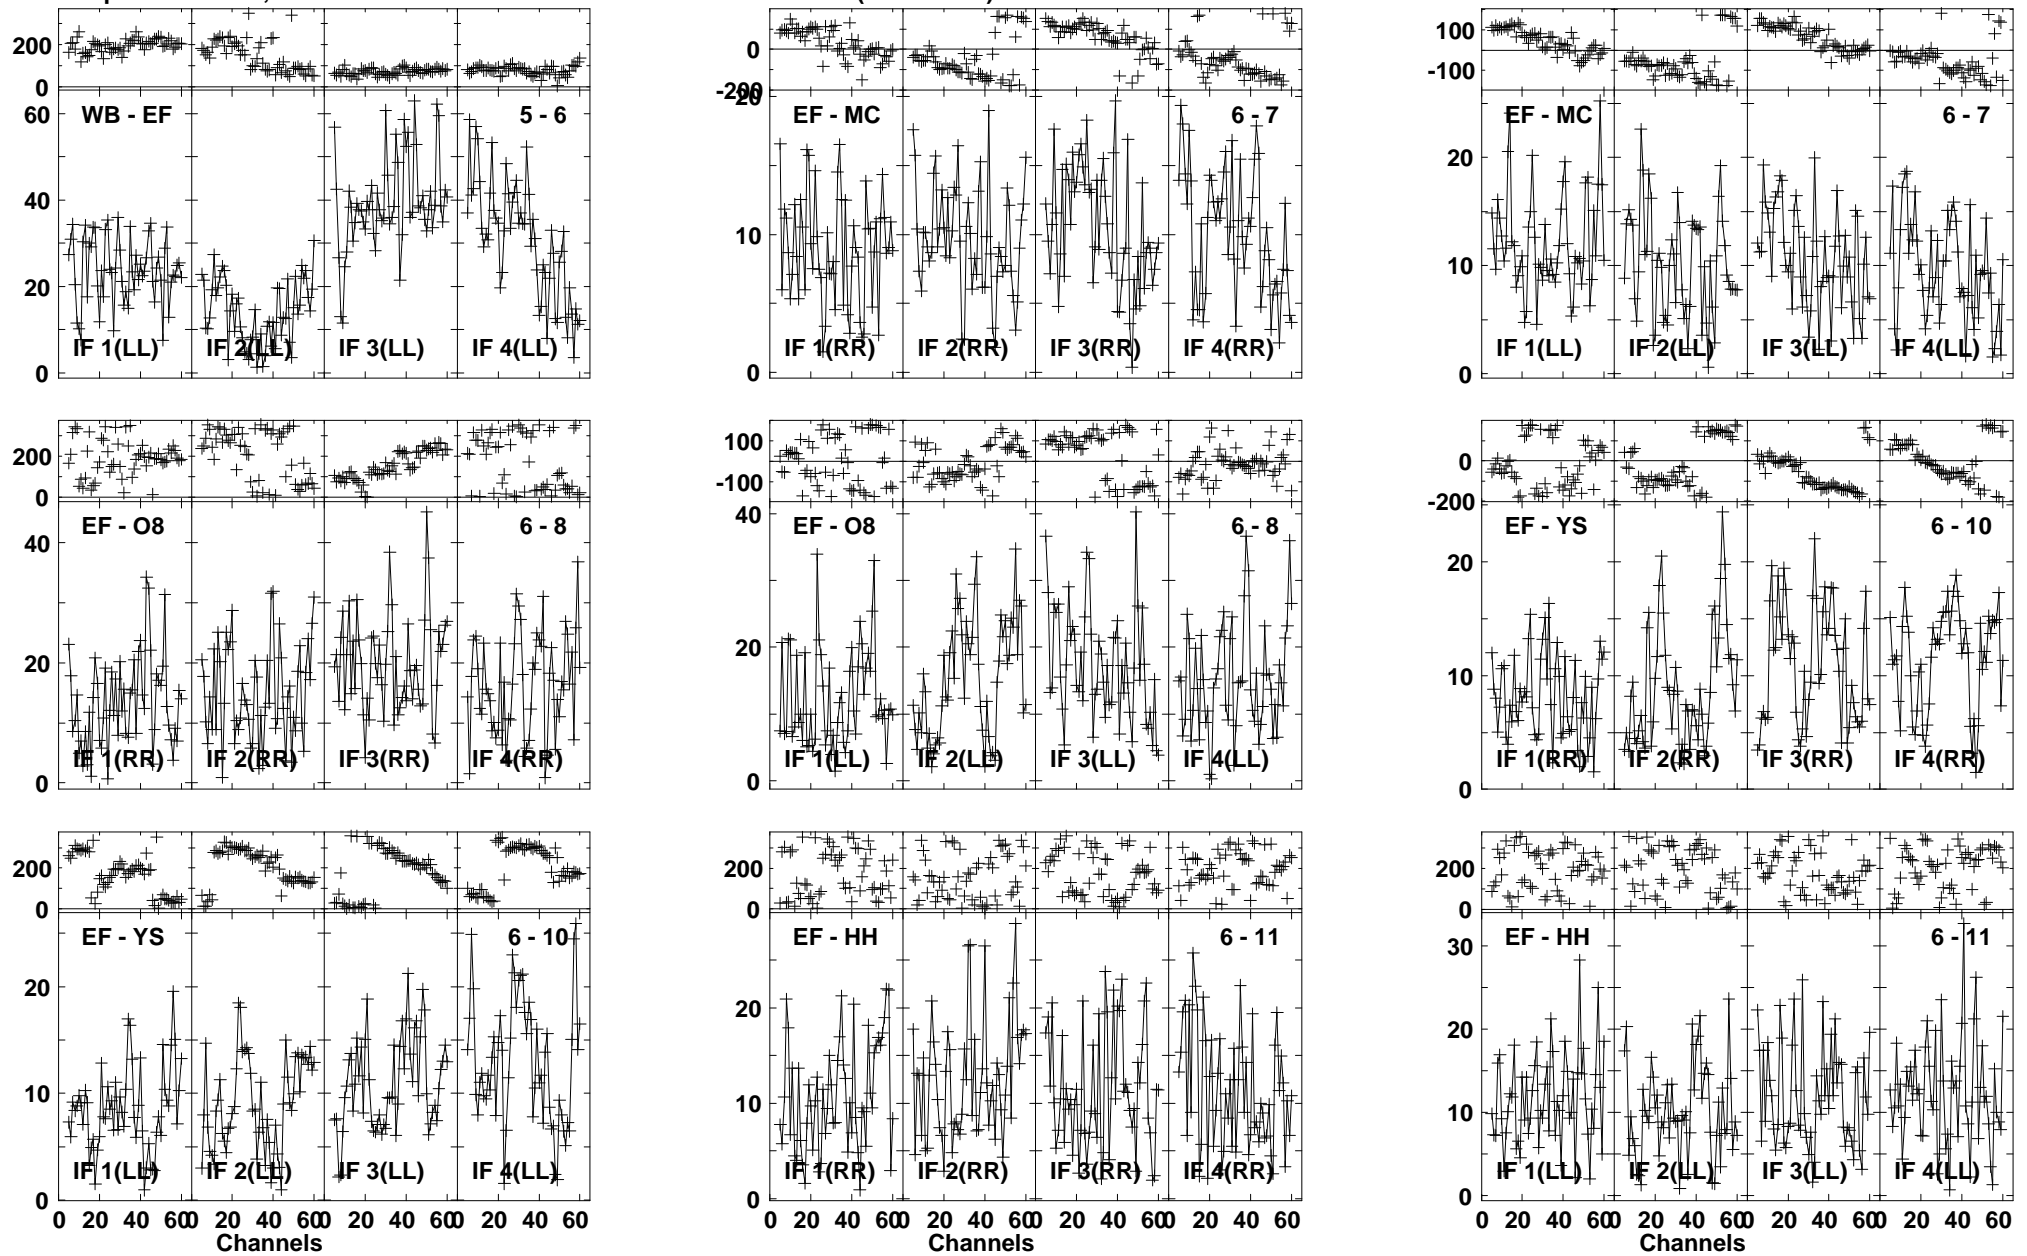 200
0
60
40
20
0
WB - EF
5 - 6
IF 1(LL)
IF 2(LL)
IF 3(LL)
IF 4(LL)
0
-200
20
10
0
EF - MC
6 - 7
IF 1(RR)
IF 2(RR)
IF 3(RR)
IF 4(RR)
100
-100
20
10
0
EF - MC
6 - 7
IF 1(LL)
IF 2(LL)
IF 3(LL)
IF 4(LL)
200
0
40
20
0
EF - O8
6 - 8
IF 1(RR)
IF 2(RR)
IF 3(RR)
IF 4(RR)
100
-100
40
20
0
EF - O8
6 - 8
IF 1(LL)
IF 2(LL)
IF 3(LL)
IF 4(LL)
0
-200
20
10
0
EF - YS
6 - 10
IF 1(RR)
IF 2(RR)
IF 3(RR)
IF 4(RR)
200
0
20
10
0
EF - YS
6 - 10
IF 1(LL)
IF 2(LL)
IF 3(LL)
IF 4(LL)
0 20 40 60 0 20 40 60 0 20 40 60 0 20 40 60
Channels
200
0
20
10
0
EF - HH
6 - 11
IF 1(RR)
IF 2(RR)
IF 3(RR)
IF 4(RR)
0 20 40 60 0 20 40 60 0 20 40 60 0 20 40 60
Channels
200
0
30
20
10
0
EF - HH
6 - 11
IF 1(LL)
IF 2(LL)
IF 3(LL)
IF 4(LL)
0 20 40 60 0 20 40 60 0 20 40 60 0 20 40 60
Channels